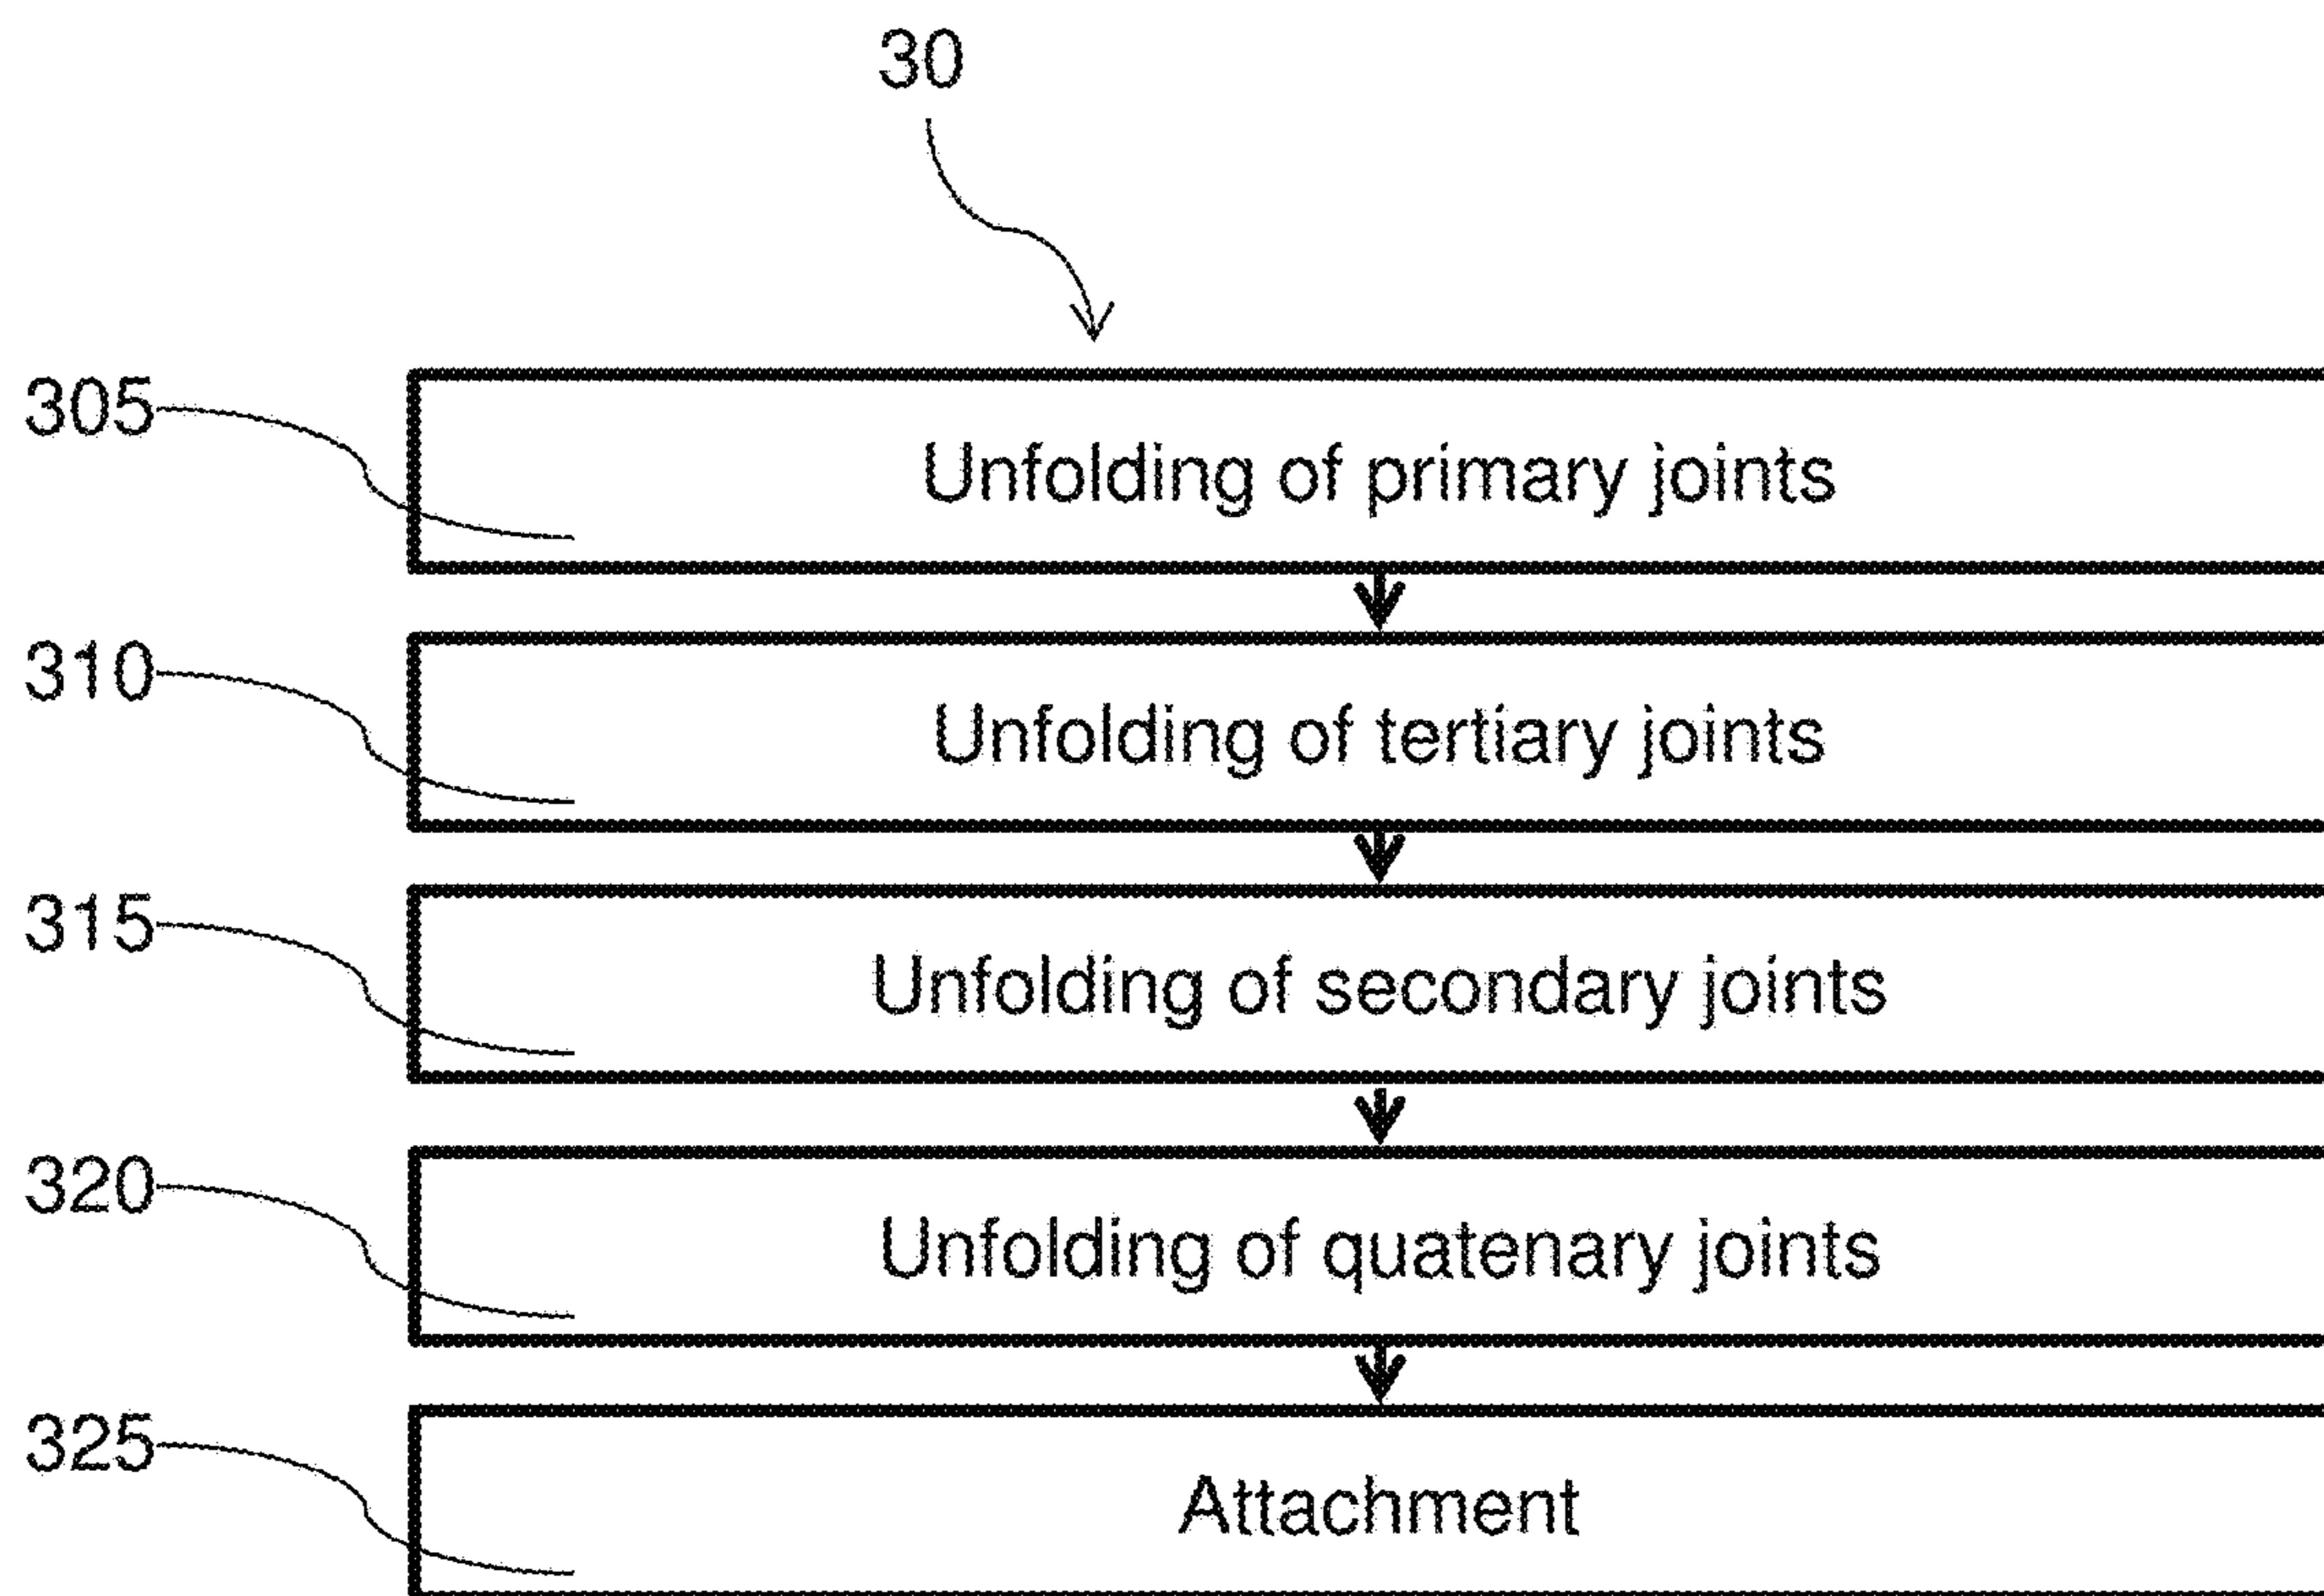 30
305
Unfolding of primary joints
310
Unfolding of tertiary joints
315
Unfolding of secondary joints
320
Unfolding of quatenary joints
325
Attachment